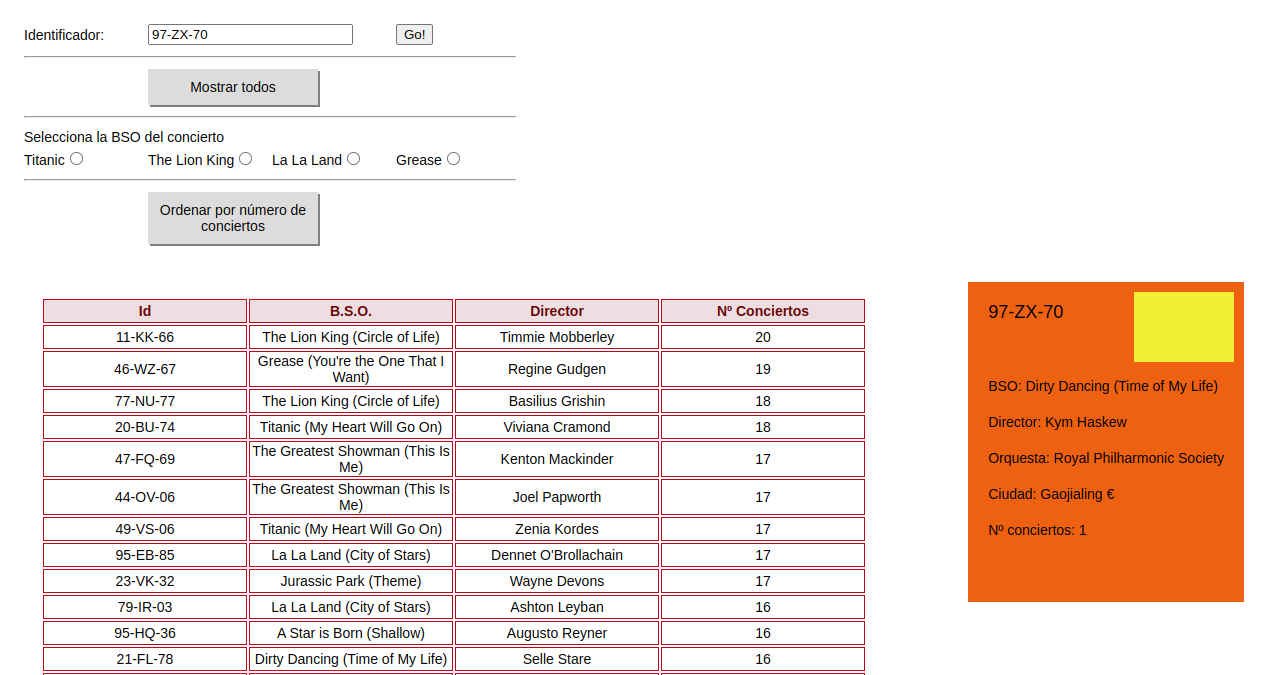 Identificador: 97-ZX-70 Go!
Mostrar todos
Selecciona la BSO del concierto
Titanic The Lion King La La Land Grease
Ordenar por número de
conciertos
Id B.S.O. Director Nº Conciertos
11-KK-66 The Lion King (Circle of Life) Timmie Mobberley 20
46-WZ-67 Grease (You're the One That I
Want) Regine Gudgen 19
77-NU-77 The Lion King (Circle of Life) Basilius Grishin 18
20-BU-74 Titanic (My Heart Will Go On) Viviana Cramond 18
47-FQ-69 The Greatest Showman (This Is
Me) Kenton Mackinder 17
44-OV-06 The Greatest Showman (This Is
Me) Joel Papworth 17
49-VS-06 Titanic (My Heart Will Go On) Zenia Kordes 17
95-EB-85 La La Land (City of Stars) Dennet O'Brollachain 17
23-VK-32 Jurassic Park (Theme) Wayne Devons 17
79-IR-03 La La Land (City of Stars) Ashton Leyban 16
95-HQ-36 A Star is Born (Shallow) Augusto Reyner 16
21-FL-78 Dirty Dancing (Time of My Life) Selle Stare 16
97-ZX-70
BSO: Dirty Dancing (Time of My Life)
Director: Kym Haskew
Orquesta: Royal Philharmonic Society
Ciudad: Gaojialing €
Nº conciertos: 1